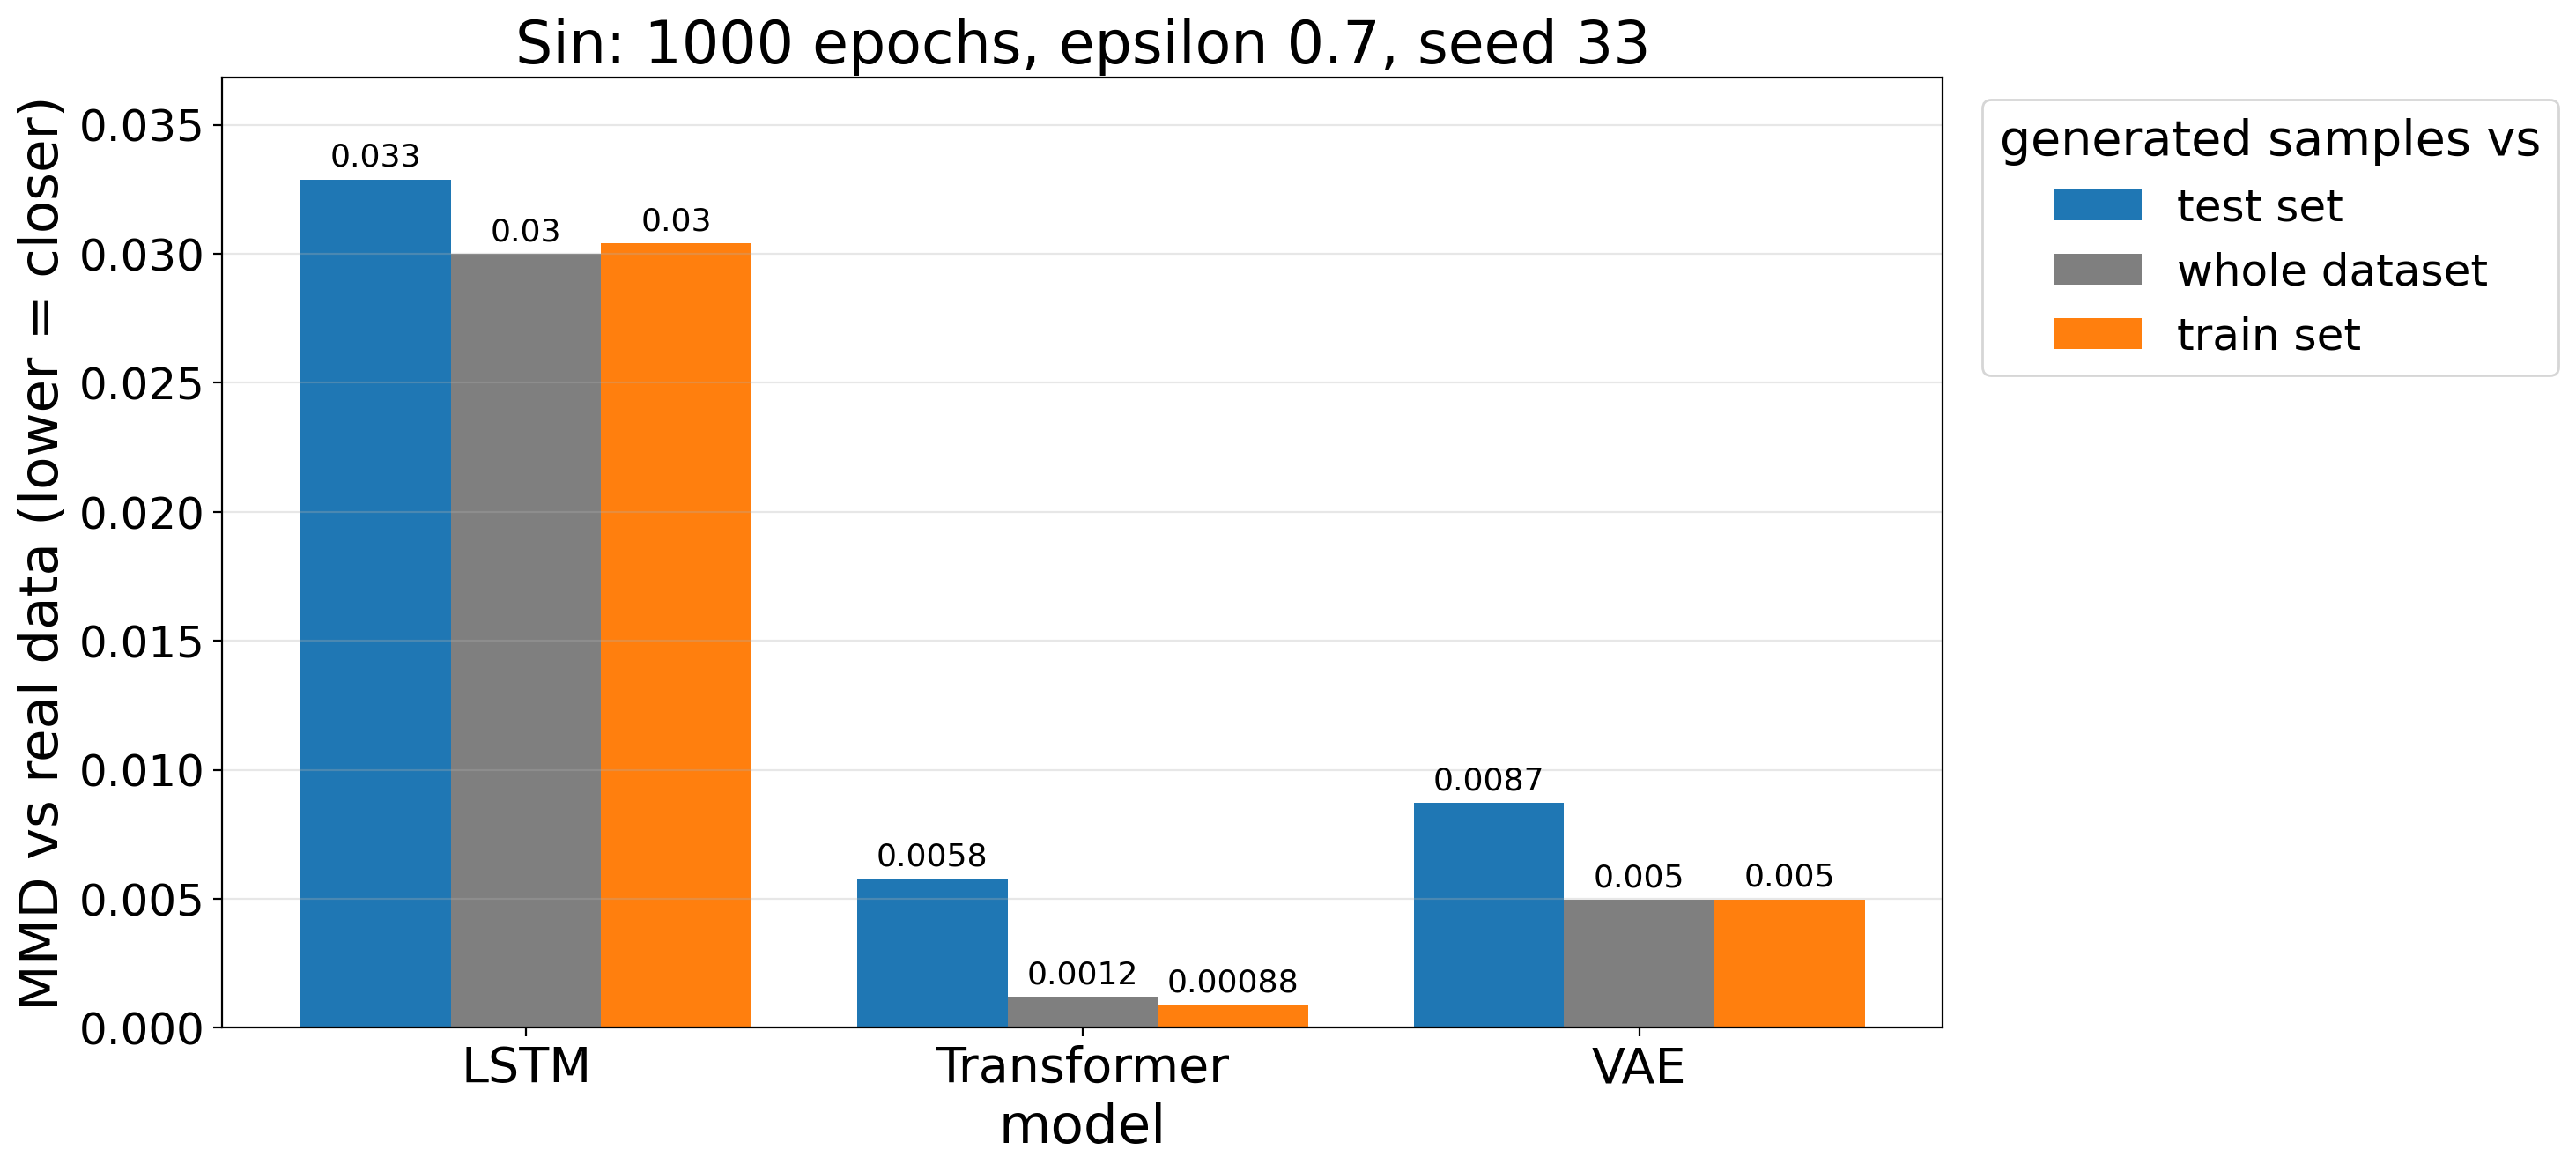 Sin: 1000 epochs, epsilon 0.7, seed 33
MMD vs real data (lower = closer)
0.035
0.030
0.025
0.020
0.015
0.010
0.005
0.000
0.033
0.03
0.03
0.0058
0.0012
0.00088
0.0087
0.005
0.005
LSTM
Transformer
VAE
model
generated samples vs
test set
whole dataset
train set